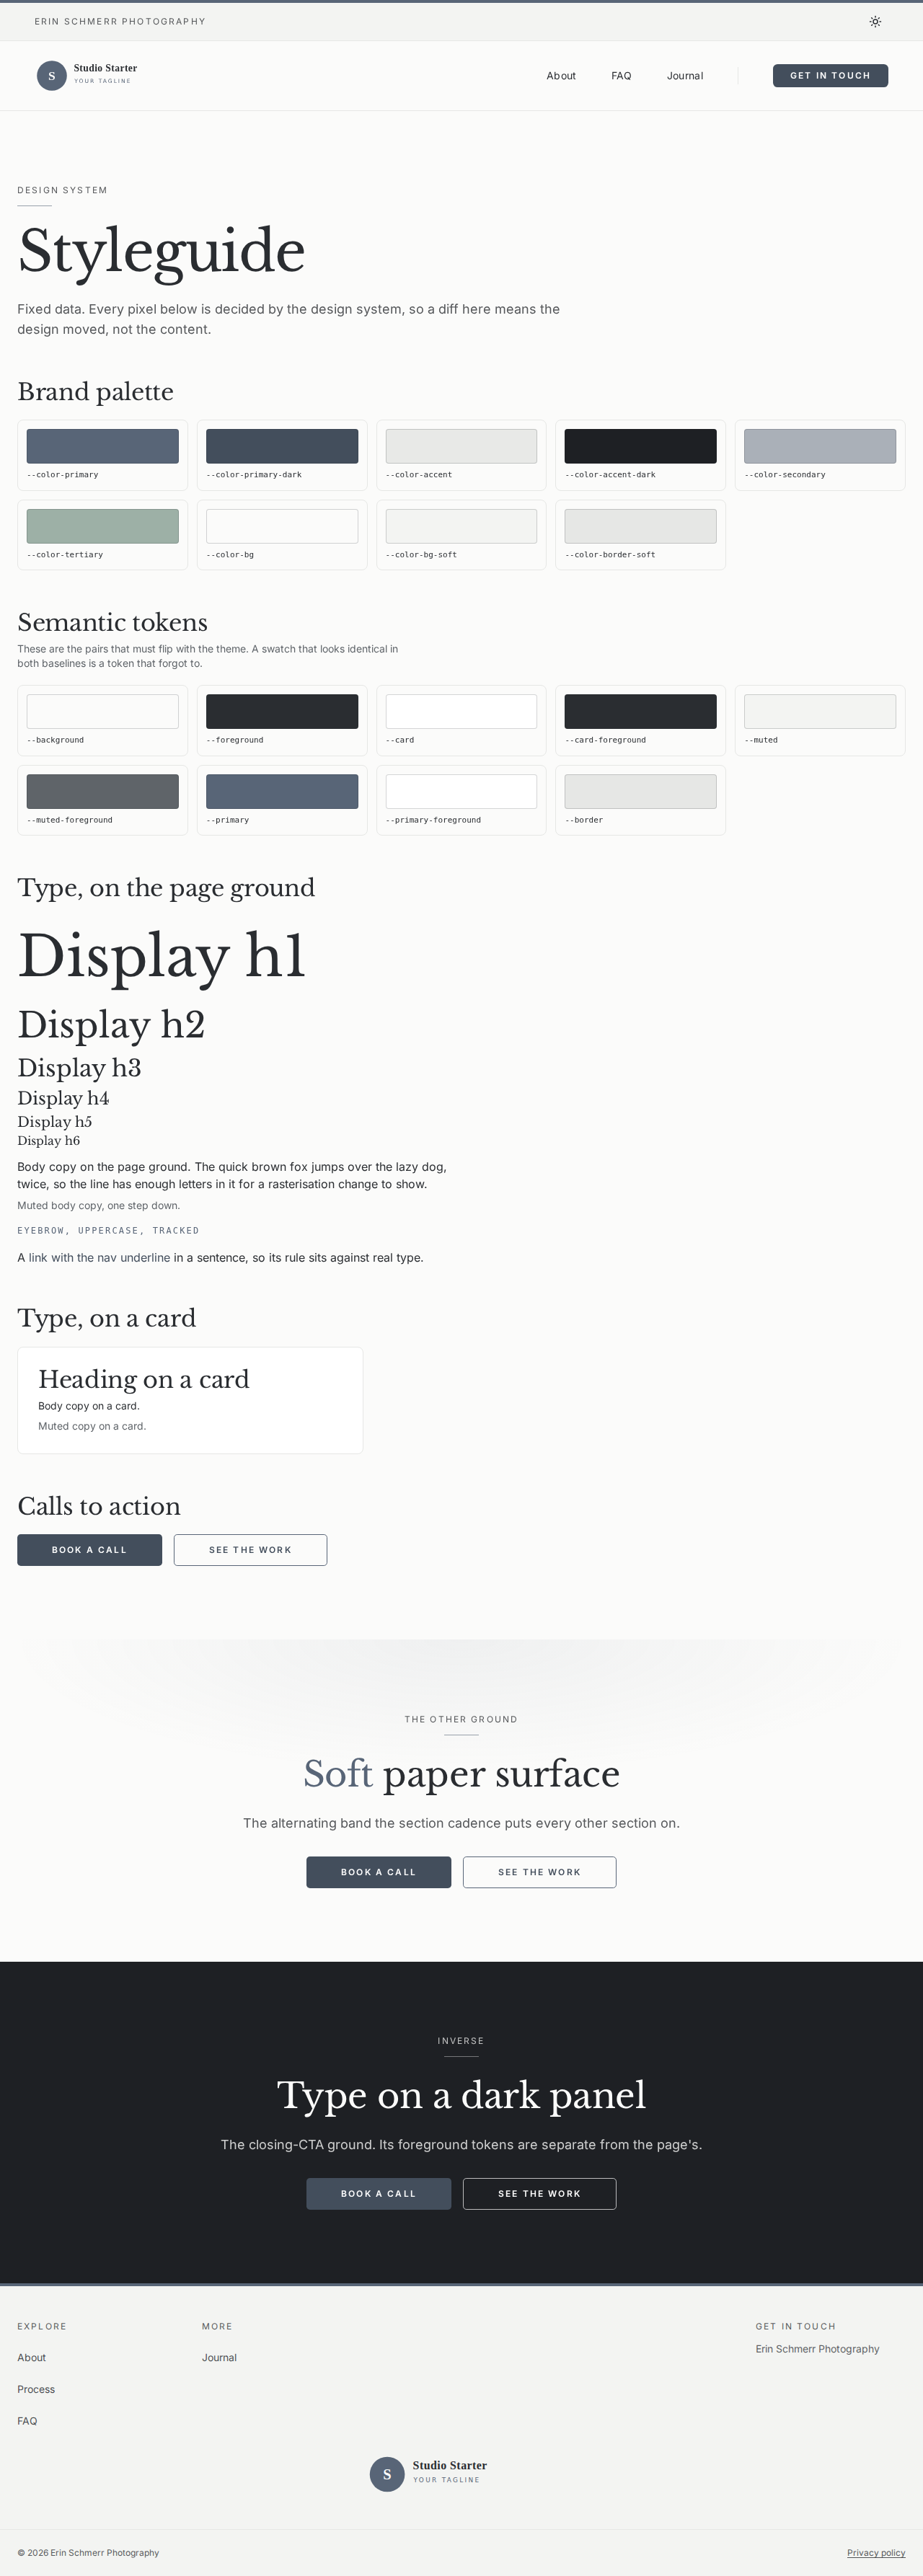 ERIN SCHMERR PHOTOGRAPHY
S
Studio Starter
YOUR TAGLINE
About
FAQ
Journal
GET IN TOUCH
DESIGN SYSTEM
Styleguide
Fixed data. Every pixel below is decided by the design system, so a diff here means the
design moved, not the content.
Brand palette
--color-primary
--color-primary-dark
--color-accent
--color-accent-dark
--color-secondary
--color-tertiary
--color-bg
--color-bg-soft
--color-border-soft
Semantic tokens
These are the pairs that must flip with the theme. A swatch that looks identical in
both baselines is a token that forgot to.
--background
--foreground
--card
--card-foreground
--muted
--muted-foreground
--primary
--primary-foreground
--border
Type, on the page ground
Display h1
Display h2
Display h3
Display h4
Display h5
Display h6
Body copy on the page ground. The quick brown fox jumps over the lazy dog,
twice, so the line has enough letters in it for a rasterisation change to show.
Muted body copy, one step down.
EYEBROW, UPPERCASE, TRACKED
A link with the nav underline in a sentence, so its rule sits against real type.
Type, on a card
Heading on a card
Body copy on a card.
Muted copy on a card.
Calls to action
BOOK A CALL
SEE THE WORK
THE OTHER GROUND
Soft paper surface
The alternating band the section cadence puts every other section on.
BOOK A CALL
SEE THE WORK
INVERSE
Type on a dark panel
The closing-CTA ground. Its foreground tokens are separate from the page's.
BOOK A CALL
SEE THE WORK
EXPLORE
About
Process
FAQ
MORE
Journal
GET IN TOUCH
Erin Schmerr Photography
S
Studio Starter
YOUR TAGLINE
© 2026 Erin Schmerr Photography
Privacy policy